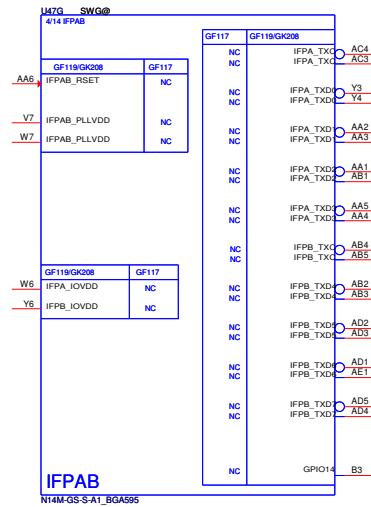 U47G SWG@
4/14 IFPAB
GF117 GF119/GK208
NC IFPA_TXC AC4
NC IFPA_TXC AC3
GF119/GK208 GF117
AA6 IFPAB_RSET NC
NC IFPA_TXD0 Y3
NC IFPA_TXD0 Y4
V7 IFPAB_PLLVDD NC
W7 IFPAB_PLLVDD NC
NC IFPA_TXD1 AA2
NC IFPA_TXD1 AA3
NC IFPA_TXD2 AA1
NC IFPA_TXD2 AB1
NC IFPA_TXD3 AA5
NC IFPA_TXD3 AA4
NC IFPB_TXC AB4
NC IFPB_TXC AB5
GF119/GK208 GF117
W6 IFPA_IOVDD NC
Y6 IFPB_IOVDD NC
NC IFPB_TXD4 AB2
NC IFPB_TXD4 AB3
NC IFPB_TXD5 AD2
NC IFPB_TXD5 AD3
NC IFPB_TXD6 AD1
NC IFPB_TXD6 AE1
NC IFPB_TXD7 AD5
NC IFPB_TXD7 AD4
NC GPIO14 B3
IFPAB
N14M-GS-S-A1_BGA595